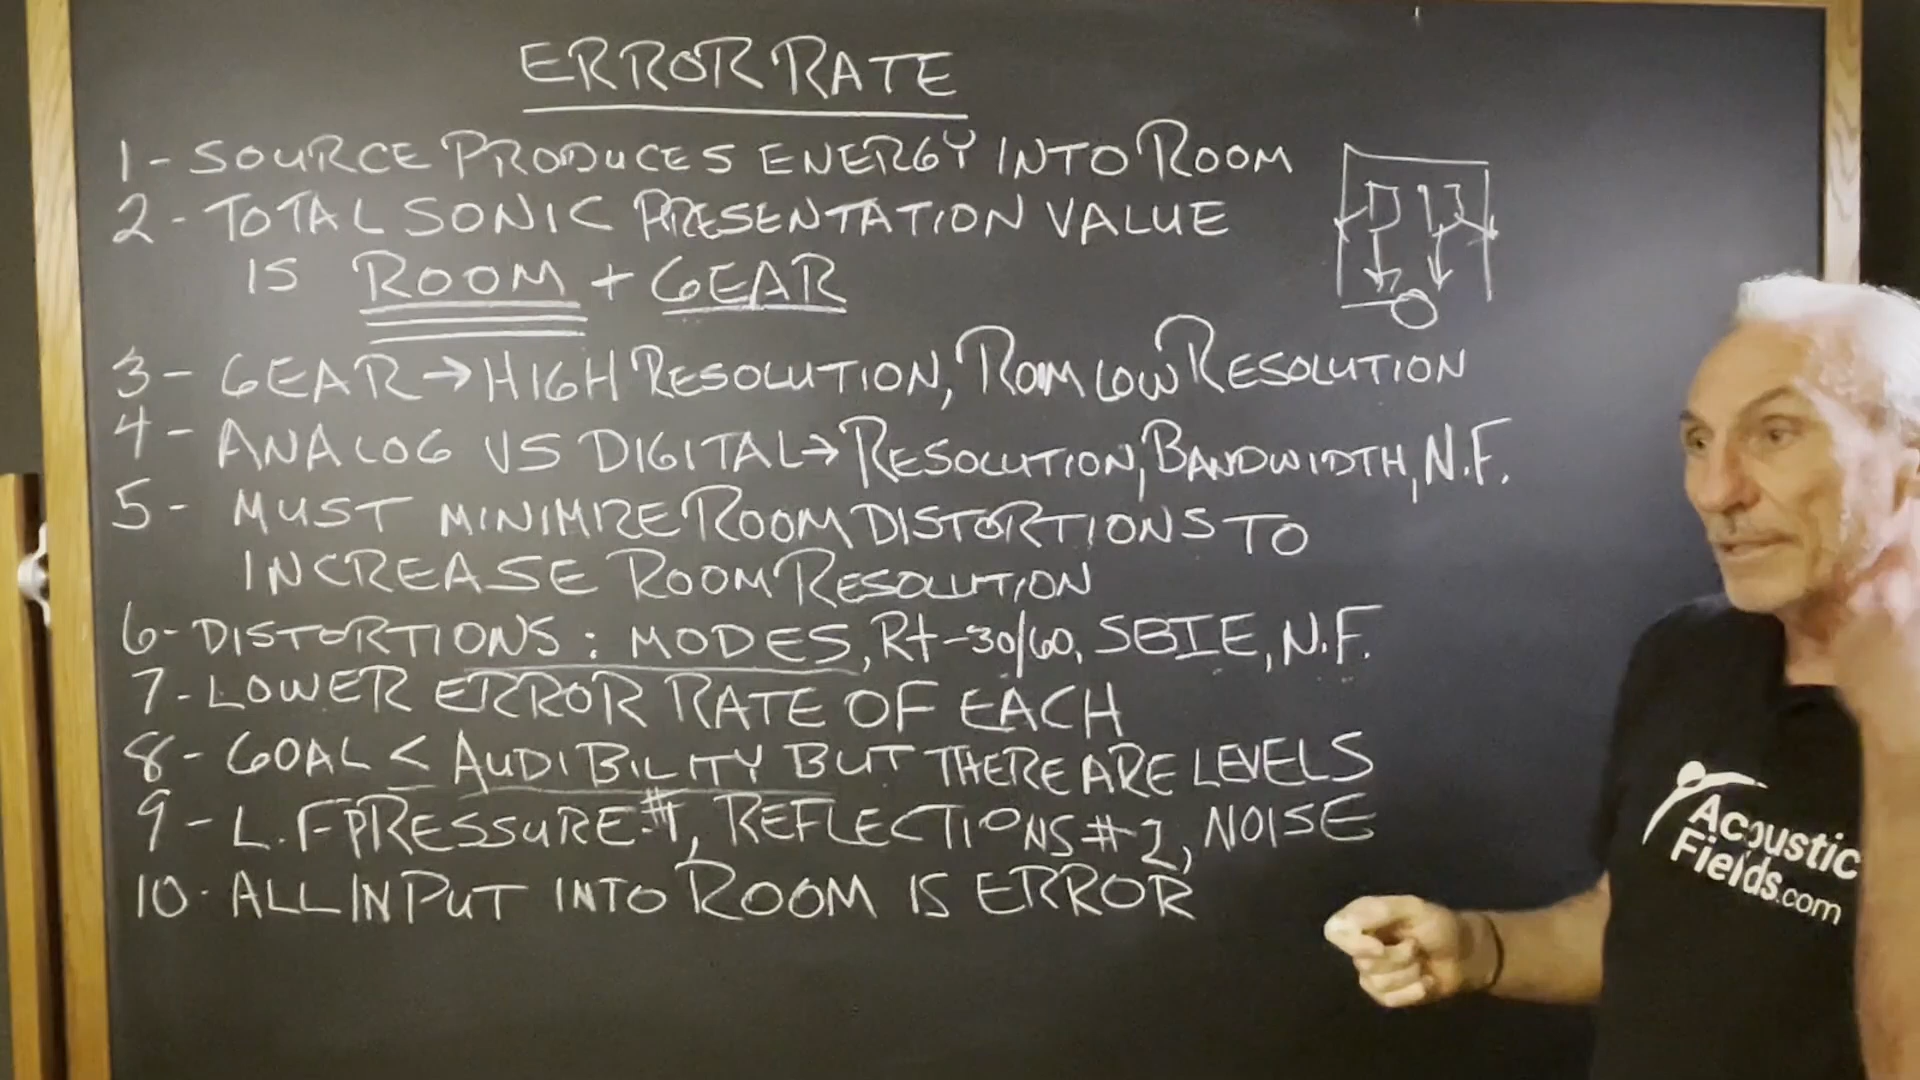 ERROR RATE
1 - SOURCE PRODUCES ENERGY INTO ROOM
2 - TOTAL SONIC PRESENTATION VALUE
IS ROOM + GEAR
3 - GEAR → HIGH RESOLUTION, ROOM LOW RESOLUTION
4 - ANALOG VS DIGITAL → RESOLUTION, BANDWIDTH, N.F.
5 - MUST MINIMIZE ROOM DISTORTIONS TO
INCREASE ROOM RESOLUTION
6 - DISTORTIONS : MODES, Rt-30/60, SBIE, N.F.
7 - LOWER ERROR RATE OF EACH
8 - GOAL < AUDIBILITY BUT THERE ARE LEVELS
9 - L.F PRESSURE #1, REFLECTIONS #2, NOISE
10 - ALL INPUT INTO ROOM IS ERROR
Acoustic
Fields.com